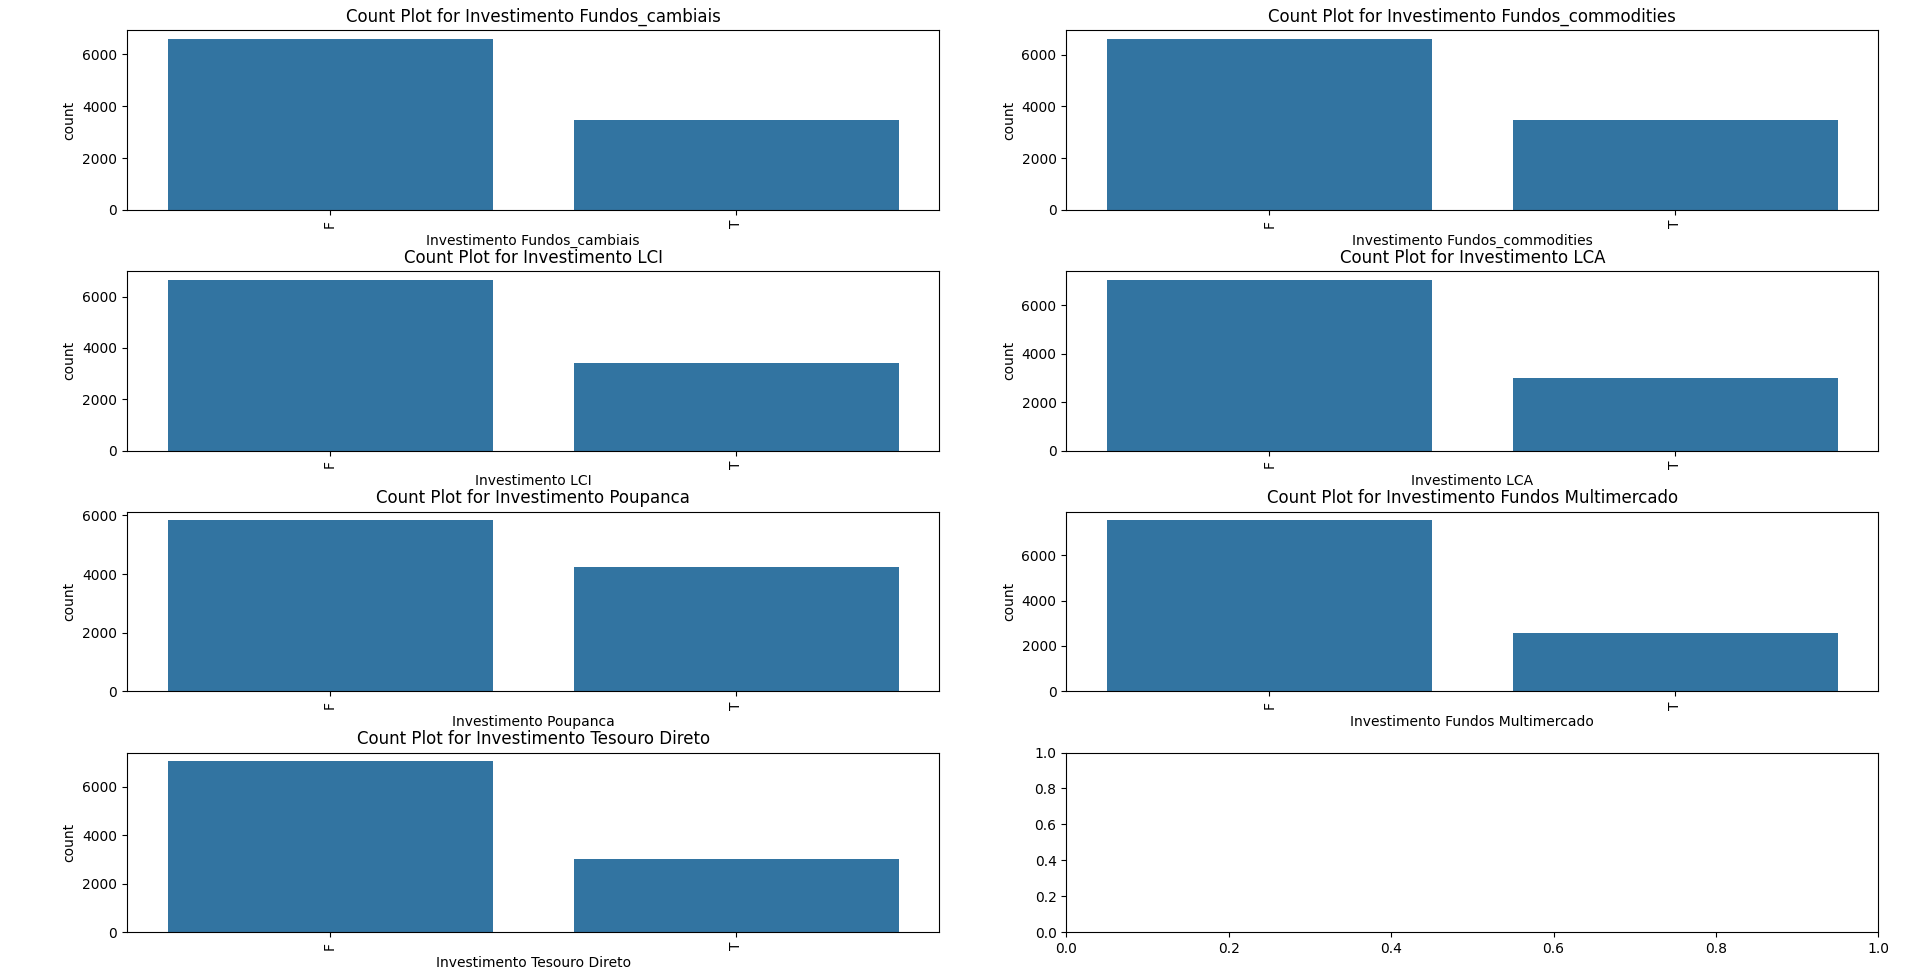 Count Plot for Investimento Fundos_cambiais
6000
4000
2000
0
count
F
T
Investimento Fundos_cambiais
Count Plot for Investimento Fundos_commodities
6000
4000
2000
0
count
F
T
Investimento Fundos_commodities
Count Plot for Investimento LCI
6000
4000
2000
0
count
F
T
Investimento LCI
Count Plot for Investimento LCA
6000
4000
2000
0
count
F
T
Investimento LCA
Count Plot for Investimento Poupanca
6000
4000
2000
0
count
F
T
Investimento Poupanca
Count Plot for Investimento Fundos Multimercado
6000
4000
2000
0
count
F
T
Investimento Fundos Multimercado
Count Plot for Investimento Tesouro Direto
6000
4000
2000
0
count
F
T
Investimento Tesouro Direto
1.0
0.8
0.6
0.4
0.2
0.0
0.0 0.2 0.4 0.6 0.8 1.0